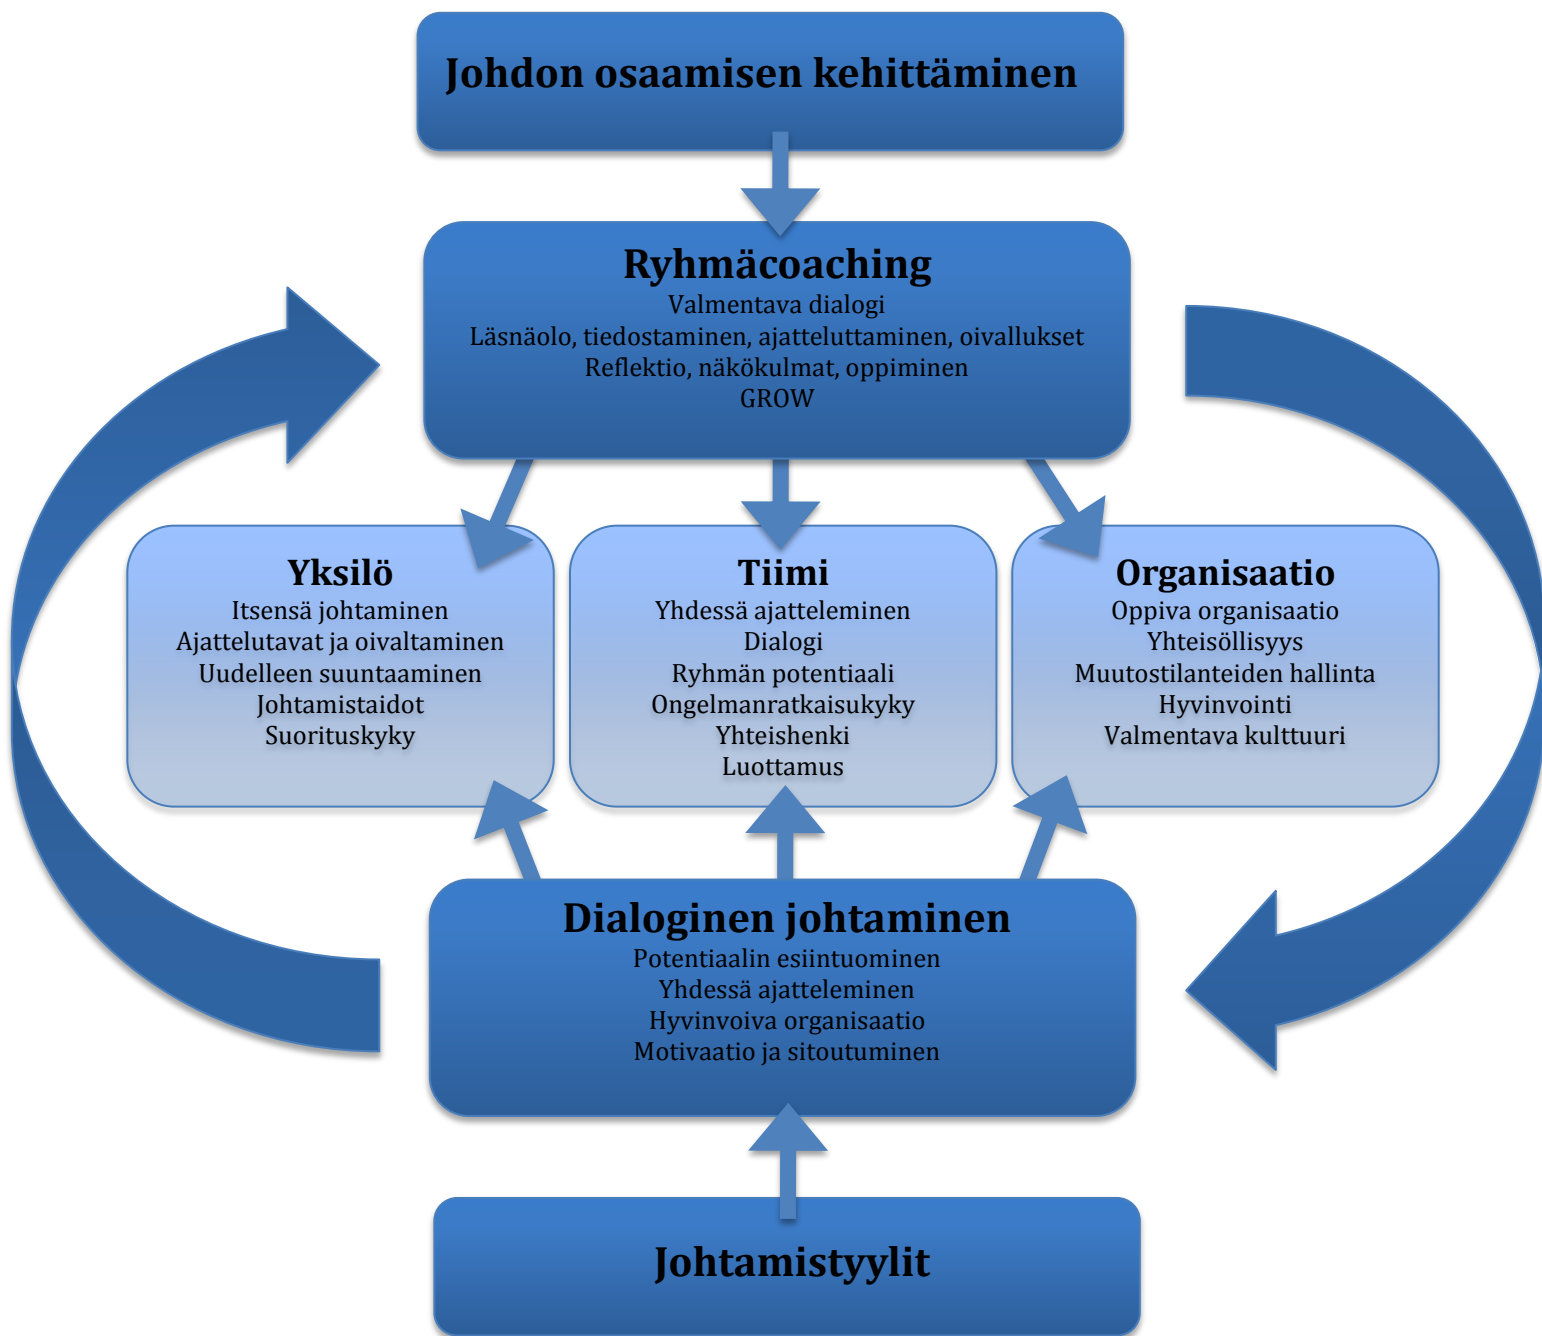 Johdon osaamisen kehittäminen
Ryhmäcoaching
Valmentava dialogi
Läsnäolo, tiedostaminen, ajatteluttaminen, oivallukset
Reflektio, näkökulmat, oppiminen
GROW
Yksilö
Itsensä johtaminen
Ajattelutavat ja oivaltaminen
Uudelleen suuntaaminen
Johtamistaidot
Suorituskyky
Tiimi
Yhdessä ajatteleminen
Dialogi
Ryhmän potentiaali
Ongelmanratkaisukyky
Yhteishenki
Luottamus
Organisaatio
Oppiva organisaatio
Yhteisöllisyys
Muutostilanteiden hallinta
Hyvinvointi
Valmentava kulttuuri
Dialoginen johtaminen
Potentiaalin esiintuominen
Yhdessä ajatteleminen
Hyvinvoiva organisaatio
Motivaatio ja sitoutuminen
Johtamistyylit